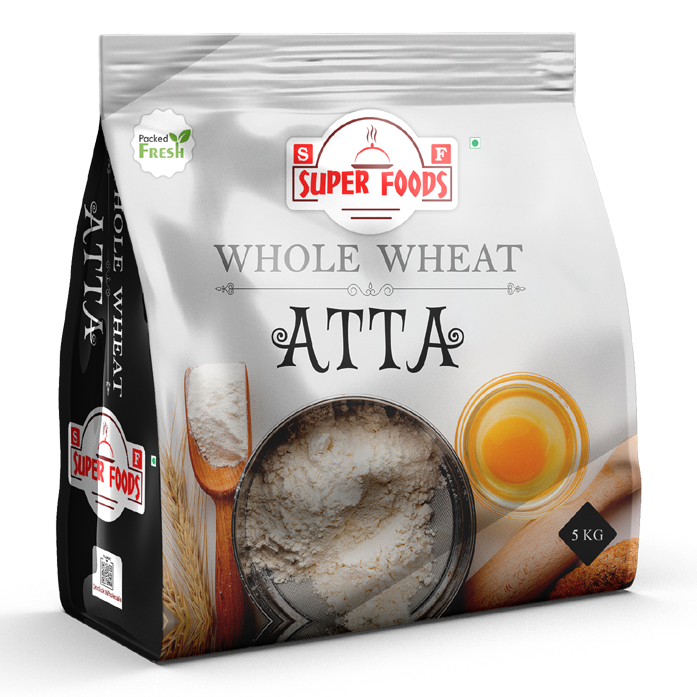 Packed
FRESH
S F
SUPER FOODS
WHOLE WHEAT
ATTA
5 KG
WHOLE WHEAT
ATTA
S F
SUPER FOODS